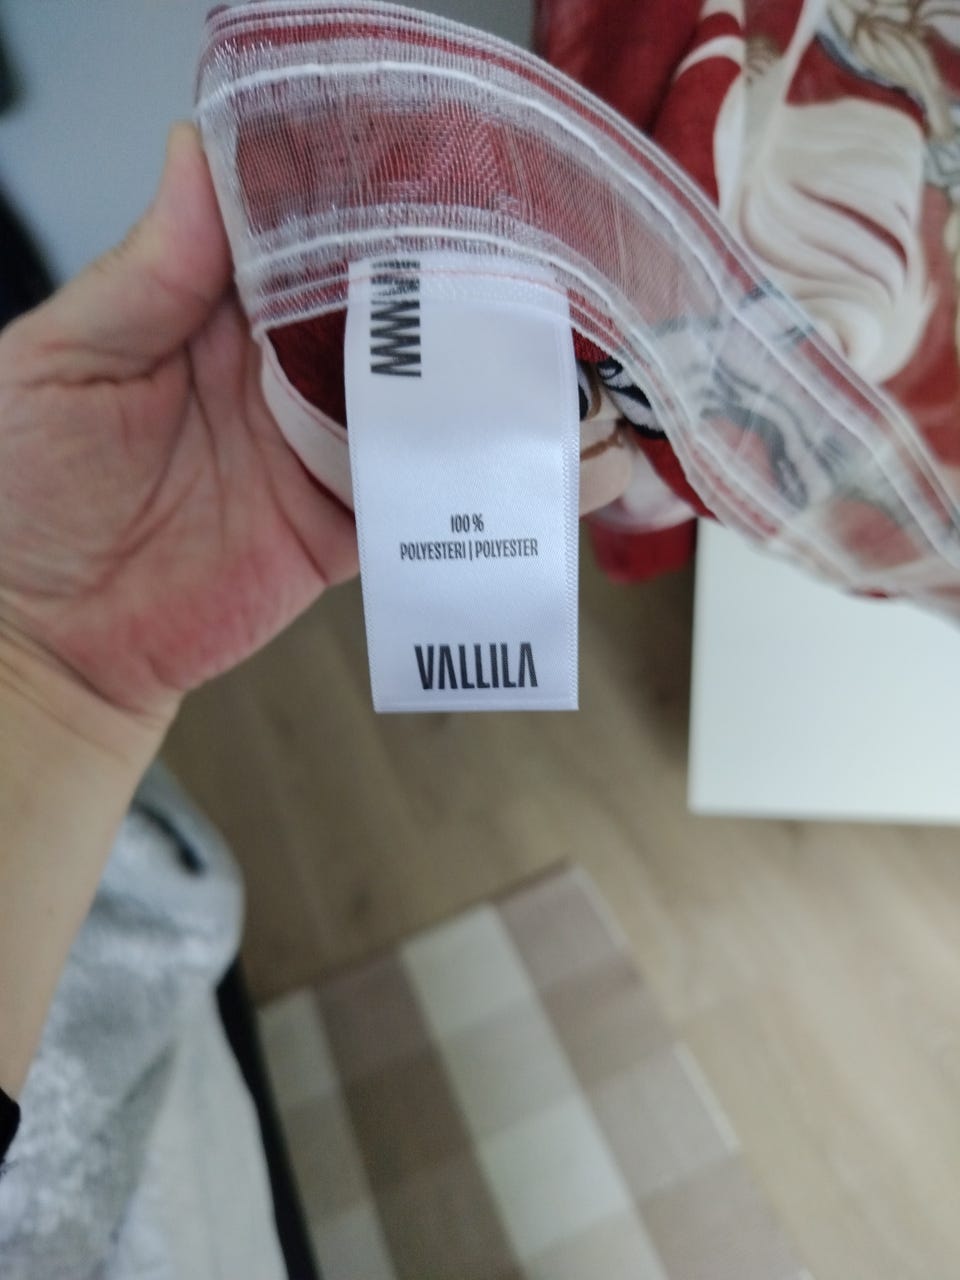 100 %
POLYESTERI | POLYESTER
VALLILA